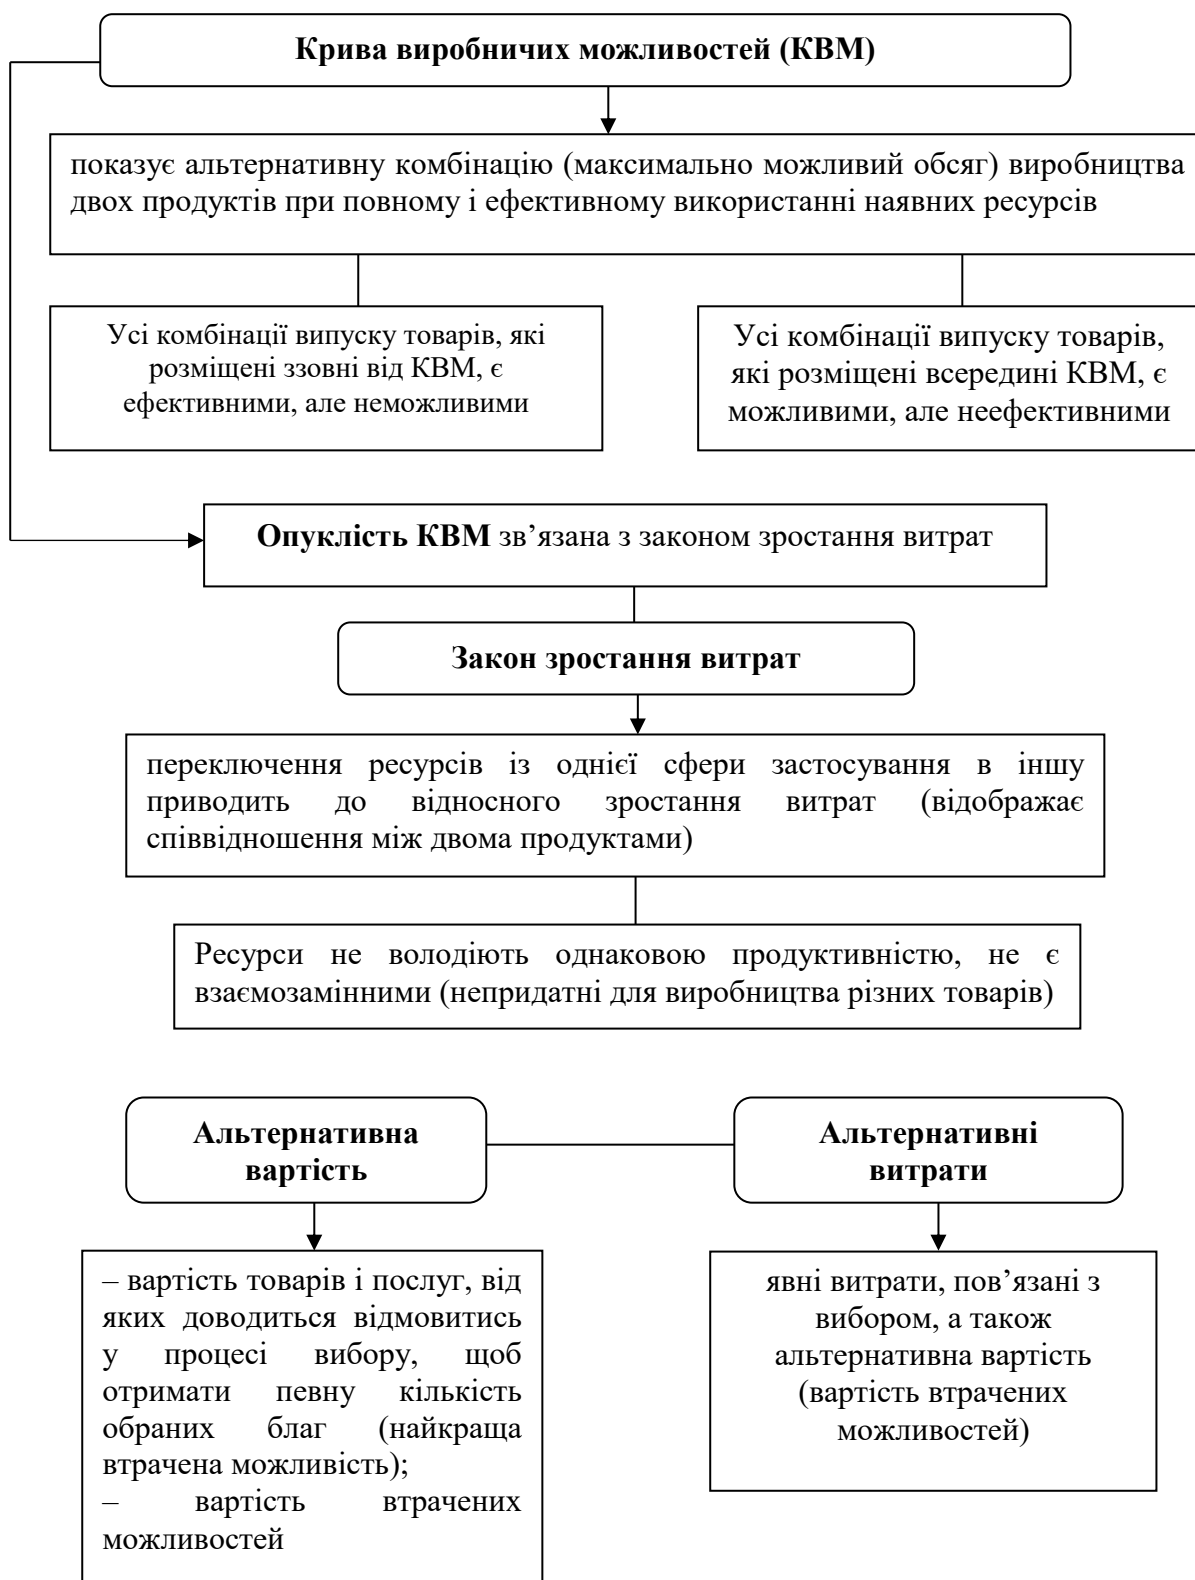 Крива виробничих можливостей (КВМ)
показує альтернативну комбінацію (максимально можливий обсяг) виробництва
двох продуктів при повному і ефективному використанні наявних ресурсів
Усі комбінації випуску товарів, які
розміщені ззовні від КВМ, є
ефективними, але неможливими
Усі комбінації випуску товарів,
які розміщені всередині КВМ, є
можливими, але неефективними
Опуклість КВМ зв’язана з законом зростання витрат
Закон зростання витрат
переключення ресурсів із однієї сфери застосування в іншу
приводить до відносного зростання витрат (відображає
співвідношення між двома продуктами)
Ресурси не володіють однаковою продуктивністю, не є
взаємозамінними (непридатні для виробництва різних товарів)
Альтернативна
вартість
Альтернативні
витрати
– вартість товарів і послуг, від
яких доводиться відмовитись
у процесі вибору, щоб
отримати певну кількість
обраних благ (найкраща
втрачена можливість);
– вартість втрачених
можливостей
явні витрати, пов’язані з
вибором, а також
альтернативна вартість
(вартість втрачених
можливостей)